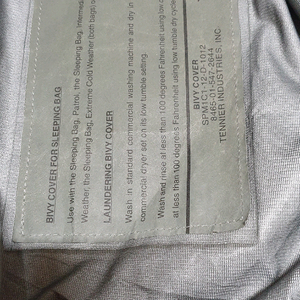 BIVY COVER FOR SLEEPING BAG
Use with the Sleeping Bag, Patrol, the Sleeping Bag, Intermed
Weather, the Sleeping Bag, Extreme Cold Weather (both bags
LAUNDERING BIVY COVER
Wash in standard commercial washing machine and dry in
commercial dryer set on its low tumble setting.
Wash and rinse at less than 100 degrees Fahrenheit using low
at less than 100 degrees Fahrenheit using low tumble dry cycle
BIVY COVER
SPM1C1-12-D-1012
8465-01-547-2644
TENNIER INDUSTRIES, INC.